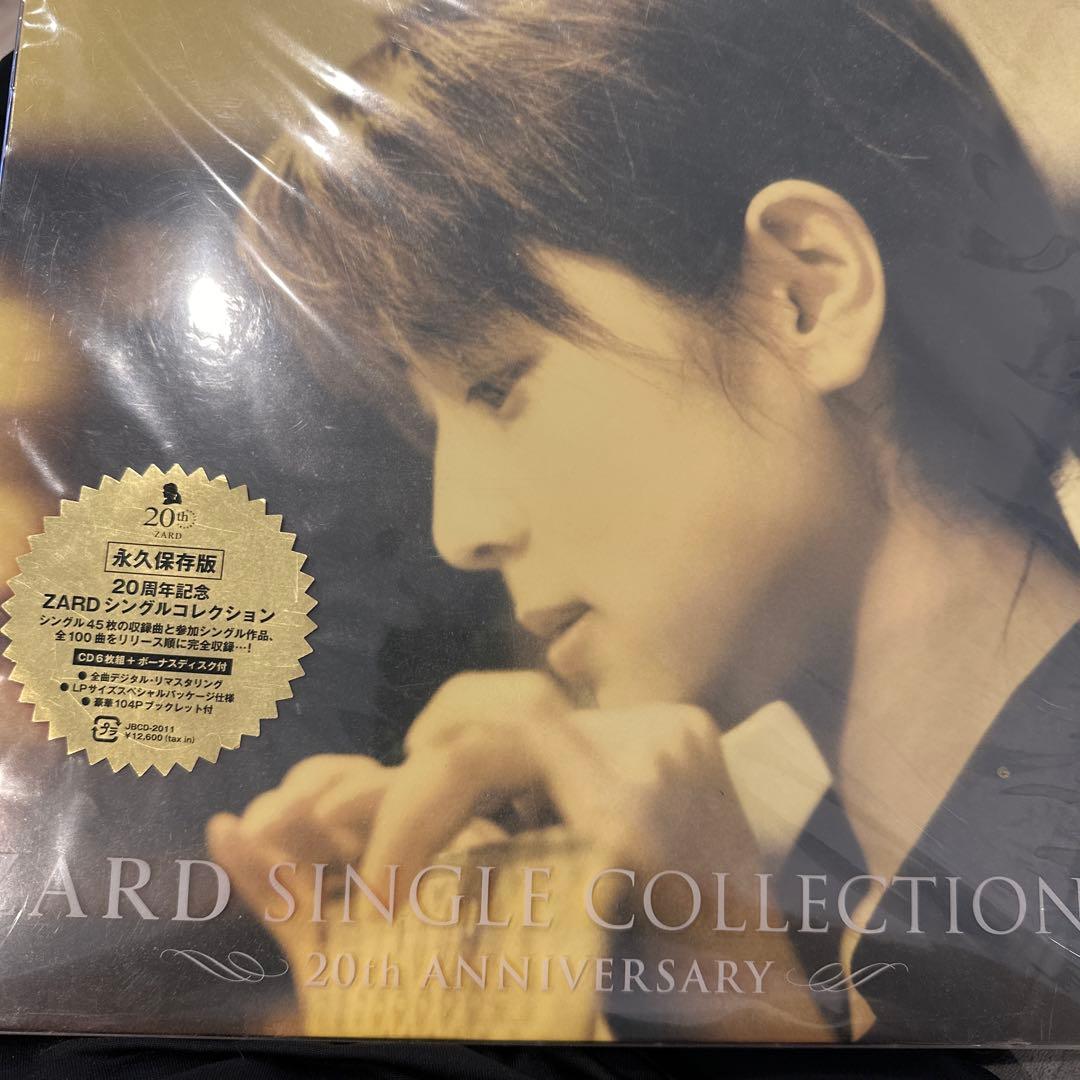 20th
ZARD
永久保存版
20周年記念
ZARDシングルコレクション
シングル45枚の収録曲と参加シングル作品、
全100曲をリリース順に完全収録…!
CD6枚組+ボーナスディスク付
● 全曲デジタル・リマスタリング
● LPサイズスペシャルパッケージ仕様
● 豪華104Pブックレット付
プラ
JBCD-2011
¥12,600 (tax in)
ZARD SINGLE COLLECTION
20th ANNIVERSARY